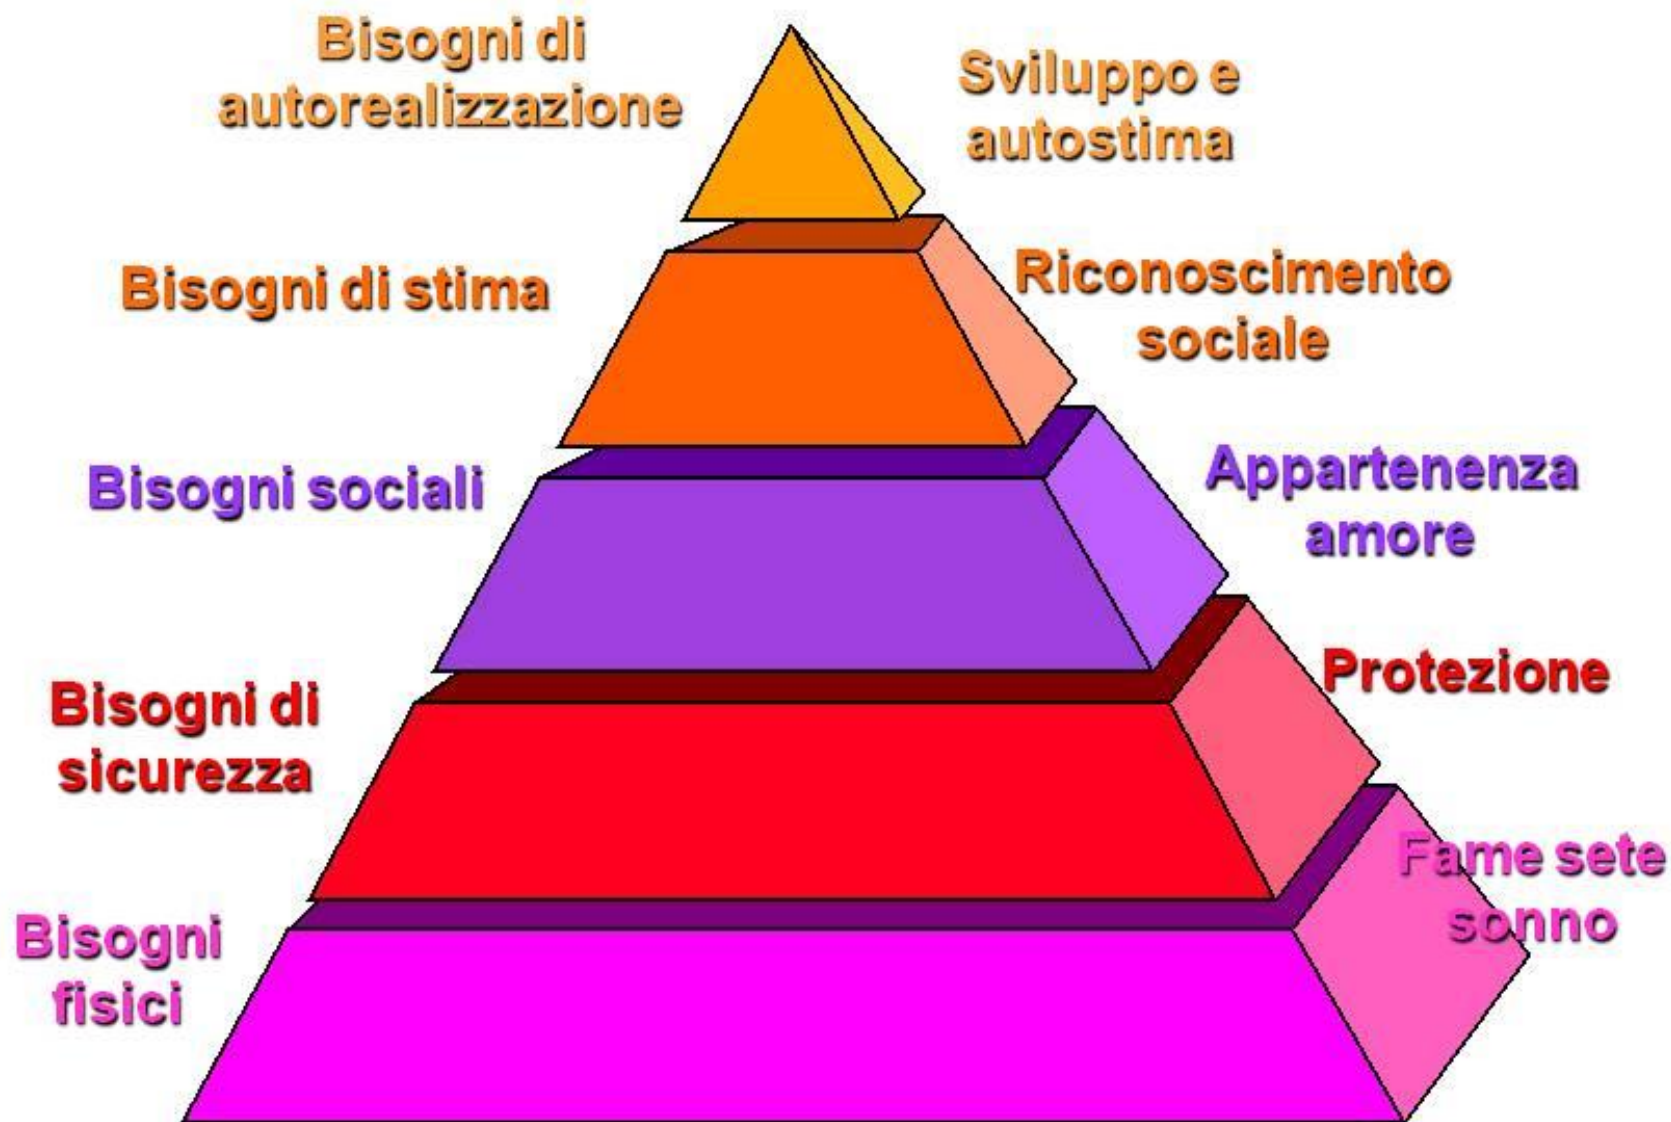 Bisogni di
autorealizzazione
Sviluppo e
autostima
Bisogni di stima
Riconoscimento
sociale
Bisogni sociali
Appartenenza
amore
Bisogni di
sicurezza
Protezione
Bisogni
fisici
Fame sete
sonno